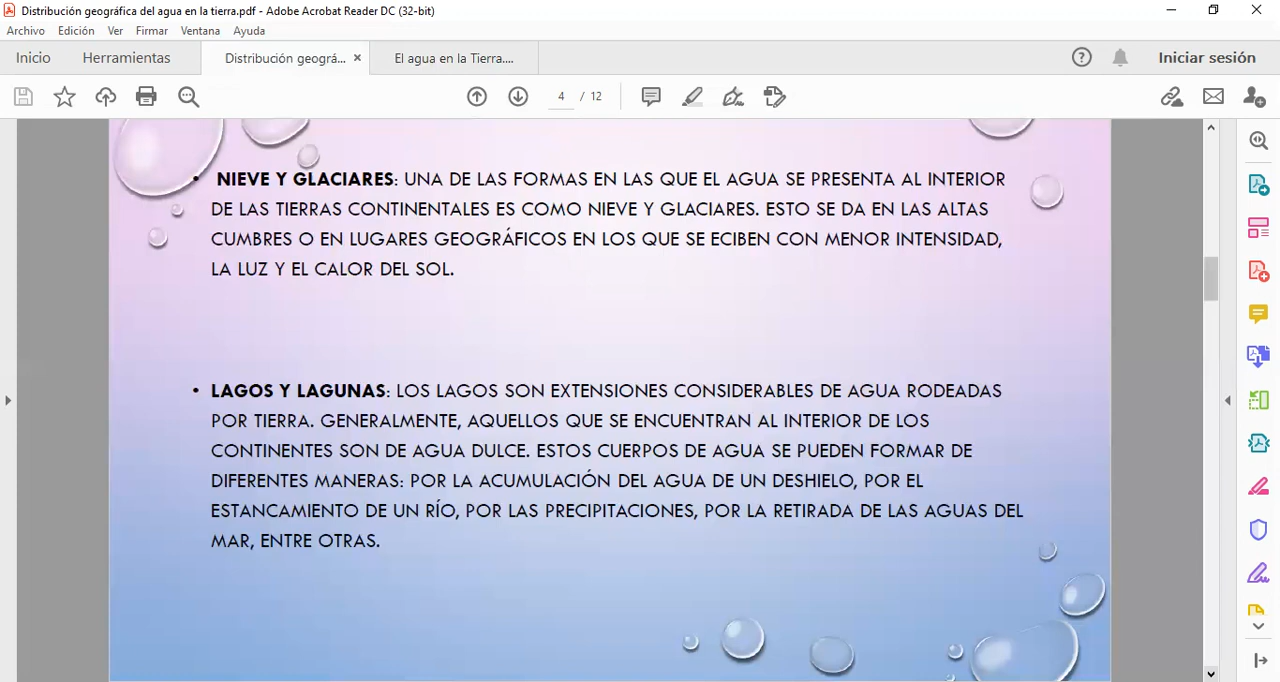 Distribución geográfica del agua en la tierra.pdf - Adobe Acrobat Reader DC (32-bit)
Archivo Edición Ver Firmar Ventana Ayuda
Inicio Herramientas Distribución geográ... × El agua en la Tierra.... Iniciar sesión
4 / 12
• NIEVE Y GLACIARES: UNA DE LAS FORMAS EN LAS QUE EL AGUA SE PRESENTA AL INTERIOR
DE LAS TIERRAS CONTINENTALES ES COMO NIEVE Y GLACIARES. ESTO SE DA EN LAS ALTAS
CUMBRES O EN LUGARES GEOGRÁFICOS EN LOS QUE SE ECIBEN CON MENOR INTENSIDAD,
LA LUZ Y EL CALOR DEL SOL.
• LAGOS Y LAGUNAS: LOS LAGOS SON EXTENSIONES CONSIDERABLES DE AGUA RODEADAS
POR TIERRA. GENERALMENTE, AQUELLOS QUE SE ENCUENTRAN AL INTERIOR DE LOS
CONTINENTES SON DE AGUA DULCE. ESTOS CUERPOS DE AGUA SE PUEDEN FORMAR DE
DIFERENTES MANERAS: POR LA ACUMULACIÓN DEL AGUA DE UN DESHIELO, POR EL
ESTANCAMIENTO DE UN RÍO, POR LAS PRECIPITACIONES, POR LA RETIRADA DE LAS AGUAS DEL
MAR, ENTRE OTRAS.